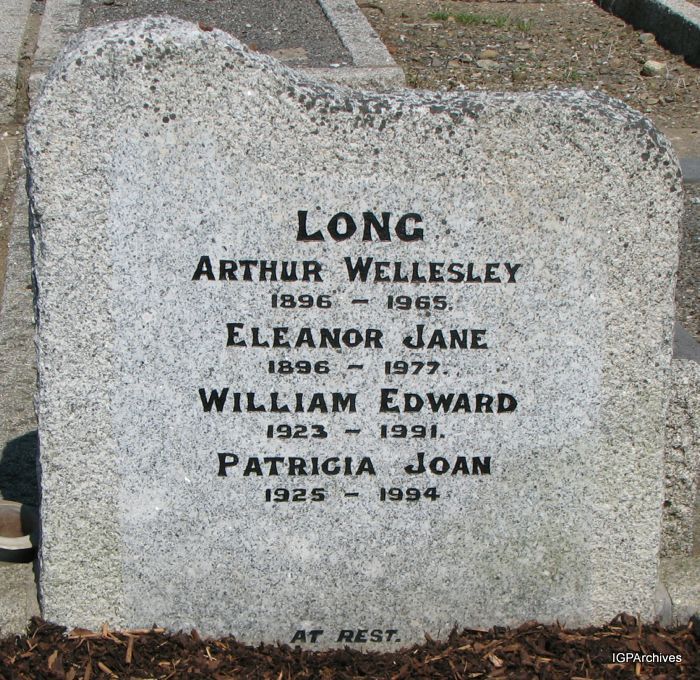 LONG
ARTHUR WELLESLEY
1896 - 1965.
ELEANOR JANE
1896 - 1977.
WILLIAM EDWARD
1923 - 1991.
PATRICIA JOAN
1925 - 1994
AT REST.
IGPArchives